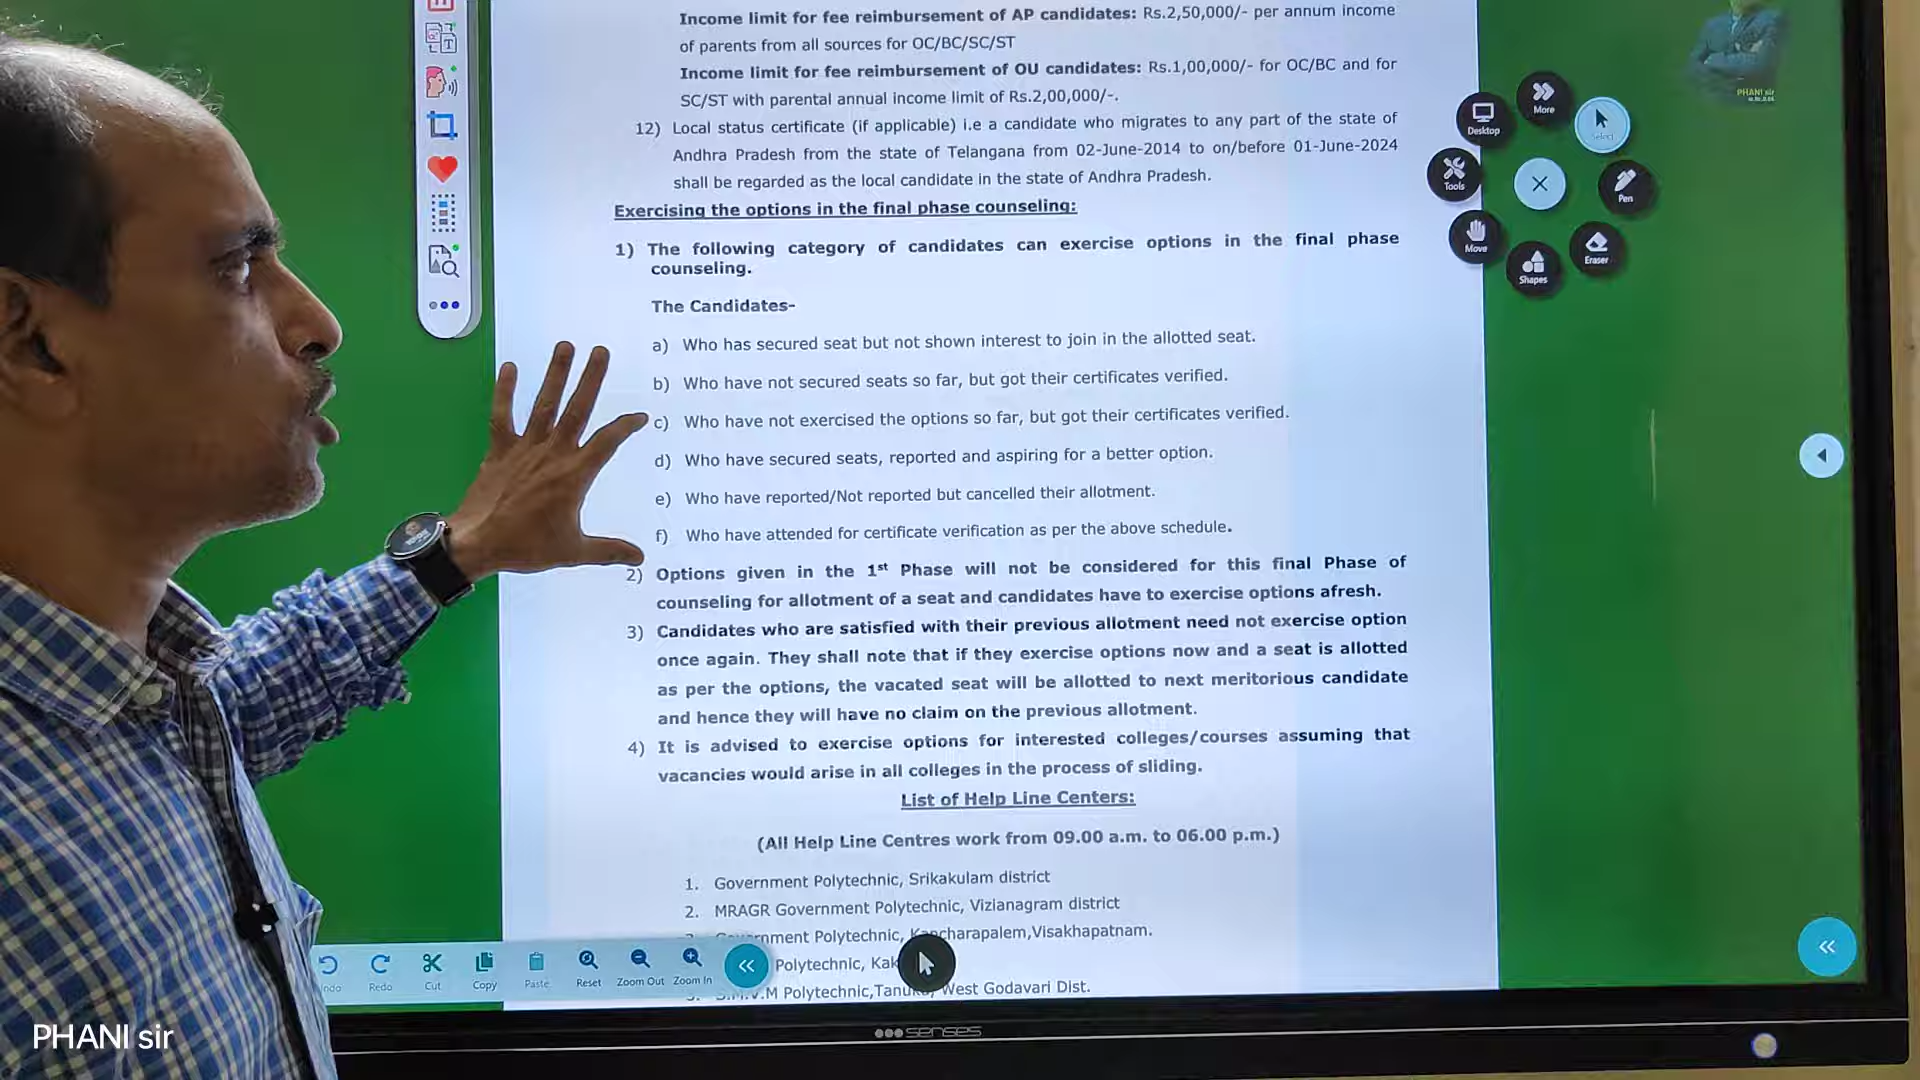 Income limit for fee reimbursement of AP candidates: Rs.2,50,000/- per annum income
of parents from all sources for OC/BC/SC/ST
Income limit for fee reimbursement of OU candidates: Rs.1,00,000/- for OC/BC and for
SC/ST with parental annual income limit of Rs.2,00,000/-.
12) Local status certificate (if applicable) i.e a candidate who migrates to any part of the state of
Andhra Pradesh from the state of Telangana from 02-June-2014 to on/before 01-June-2024
shall be regarded as the local candidate in the state of Andhra Pradesh.
Exercising the options in the final phase counseling:
1) The following category of candidates can exercise options in the final phase
counseling.
The Candidates-
a) Who has secured seat but not shown interest to join in the allotted seat.
b) Who have not secured seats so far, but got their certificates verified.
c) Who have not exercised the options so far, but got their certificates verified.
d) Who have secured seats, reported and aspiring for a better option.
e) Who have reported/Not reported but cancelled their allotment.
f) Who have attended for certificate verification as per the above schedule.
2) Options given in the 1st Phase will not be considered for this final Phase of
counseling for allotment of a seat and candidates have to exercise options afresh.
3) Candidates who are satisfied with their previous allotment need not exercise option
once again. They shall note that if they exercise options now and a seat is allotted
as per the options, the vacated seat will be allotted to next meritorious candidate
and hence they will have no claim on the previous allotment.
4) It is advised to exercise options for interested colleges/courses assuming that
vacancies would arise in all colleges in the process of sliding.
List of Help Line Centers:
(All Help Line Centres work from 09.00 a.m. to 06.00 p.m.)
1. Government Polytechnic, Srikakulam district
2. MRAGR Government Polytechnic, Vizianagram district
Polytechnic, Visakhapatnam.
Polytechnic,
Polytechnic, West Godavari Dist.
Redo
Cut
Copy
Paste
Reset
Zoom Out
Zoom In
Desktop
More
Select
Tools
Pen
Move
Eraser
Shapes
PHANI sir
senses
PHANI sir